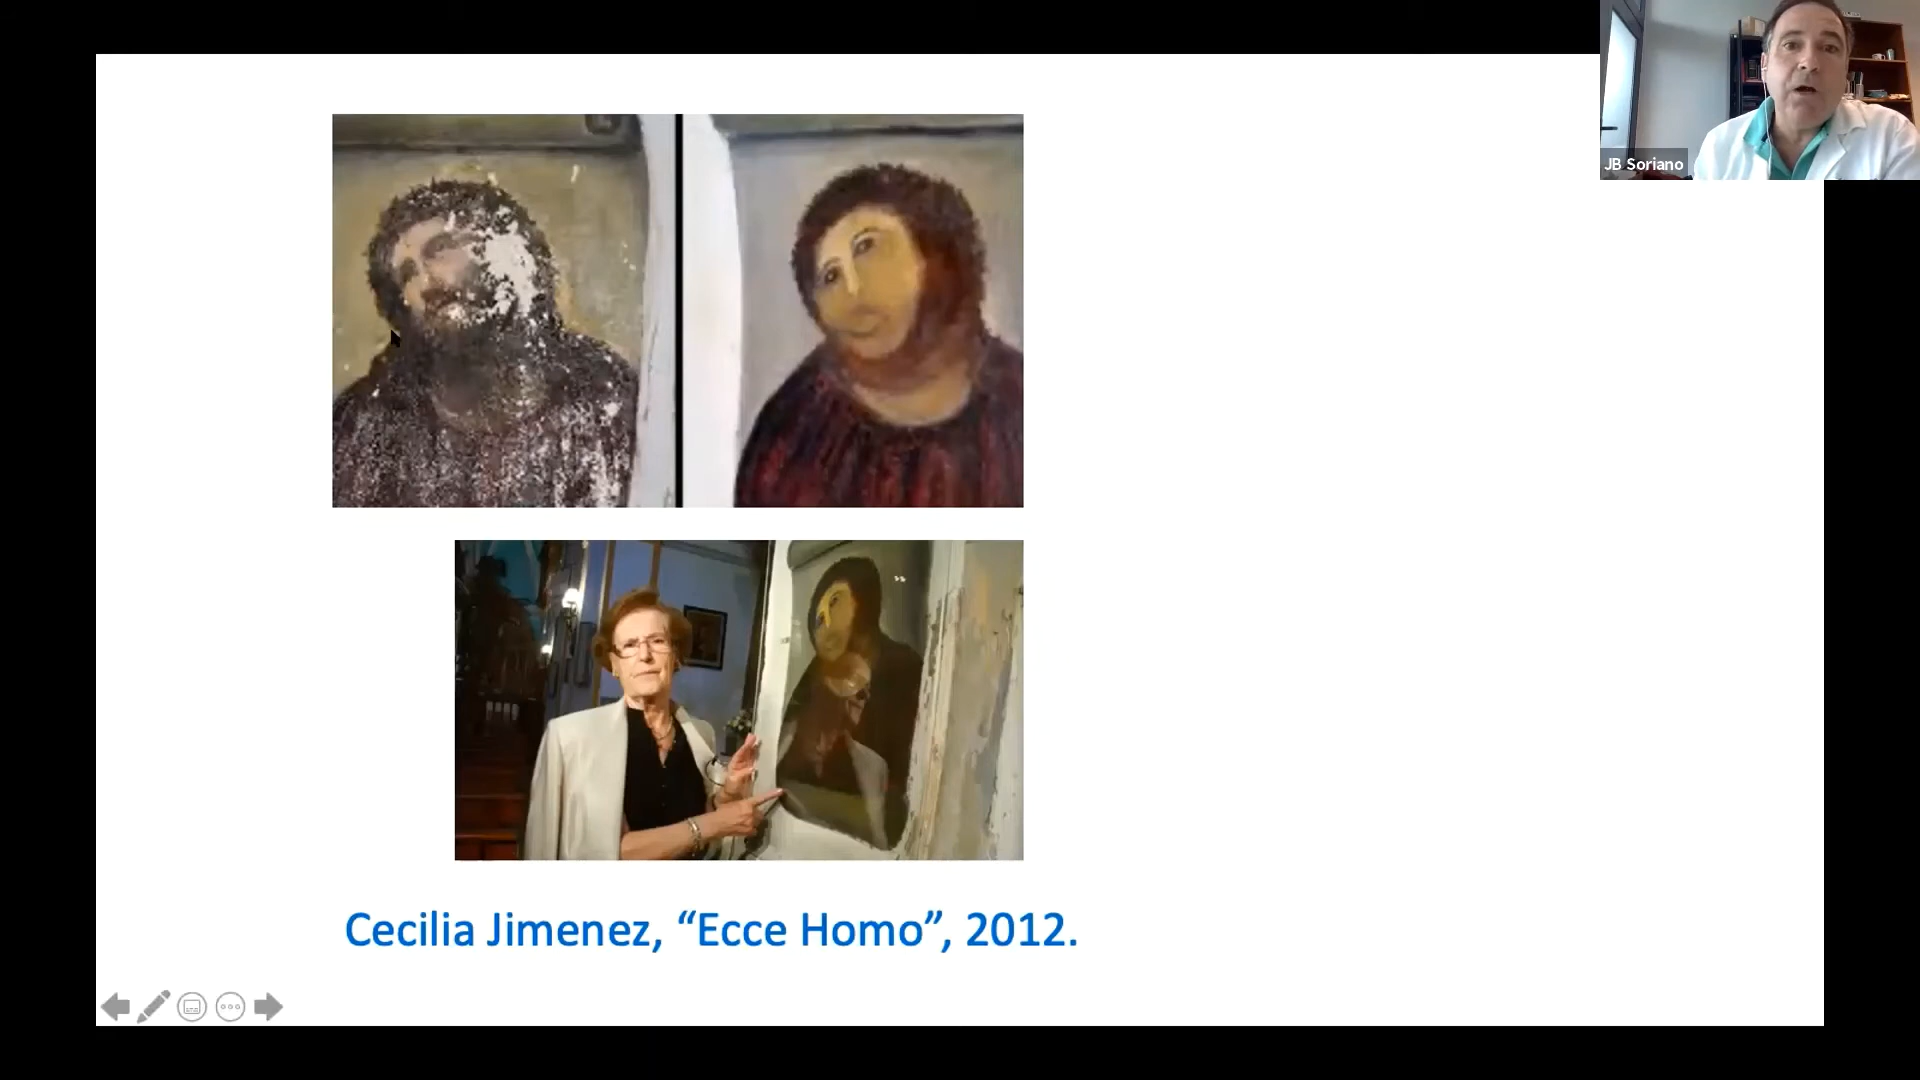 JB Soriano
Cecilia Jimenez, “Ecce Homo”, 2012.